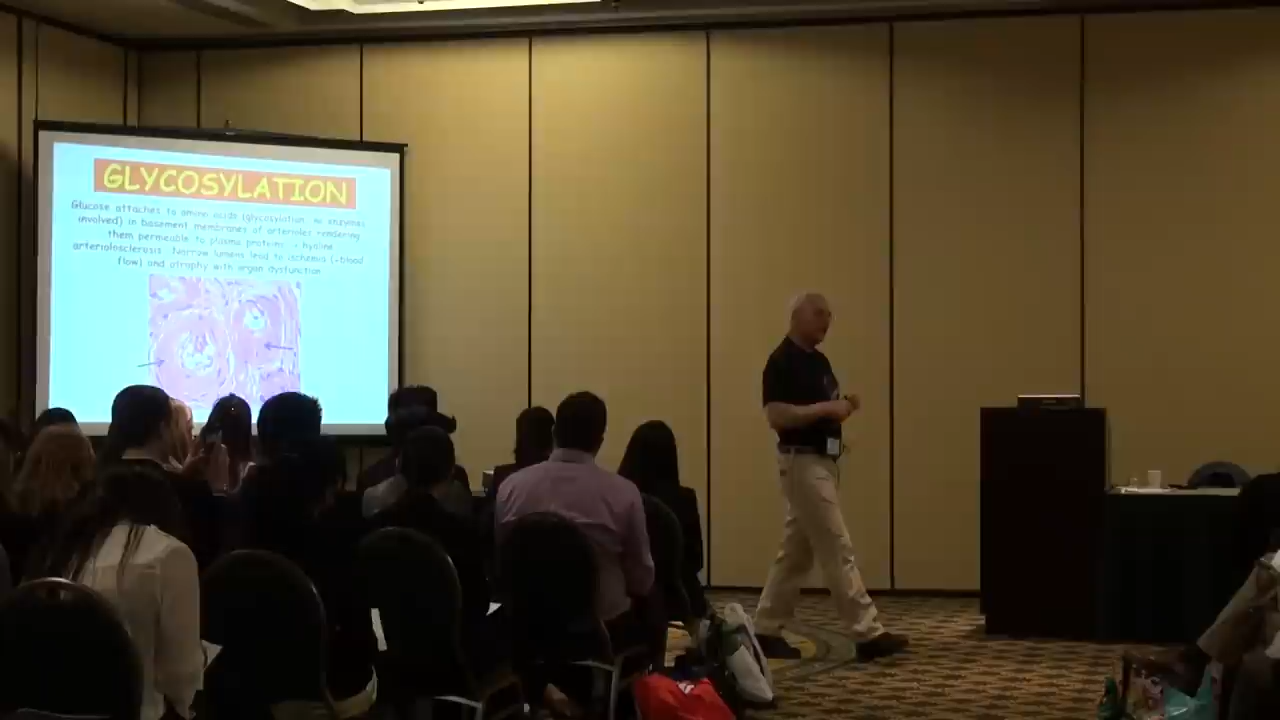 GLYCOSYLATION
Glucose attaches to amino acids (glycosylation: no enzymes
involved) in basement membranes of arterioles rendering
them permeable to plasma proteins → hyaline
arteriolosclerosis. Narrow lumens lead to ischemia (↓blood
flow) and atrophy with organ dysfunction